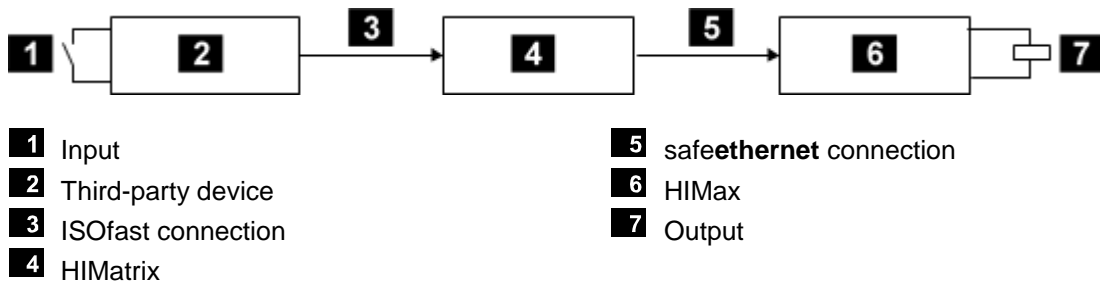 1
2
3
4
5
6
7
1 Input
2 Third-party device
3 ISOfast connection
4 HIMatrix
5 safeethernet connection
6 HIMax
7 Output